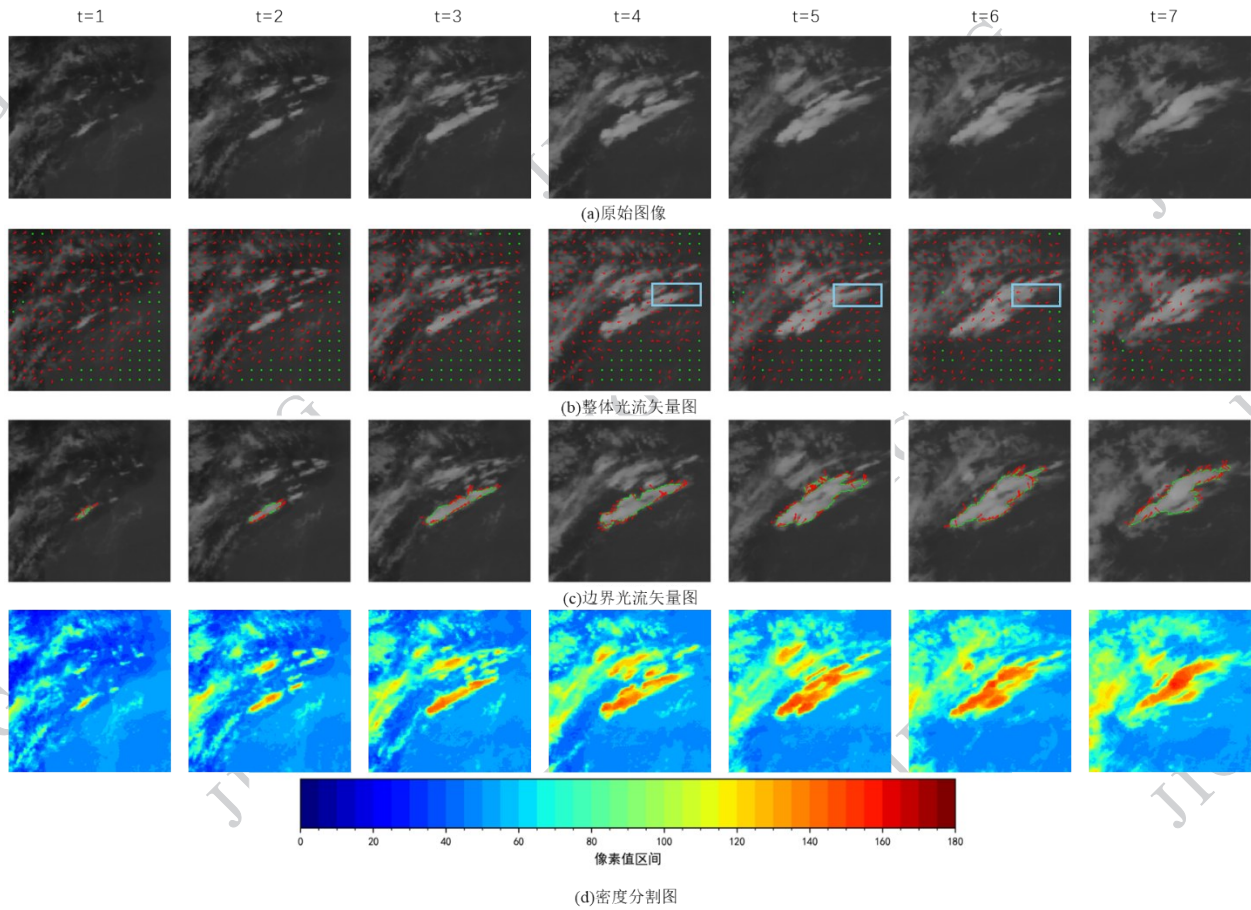 t=1 t=2 t=3 t=4 t=5 t=6 t=7
(a)原始图像
(b)整体光流矢量图
(c)边界光流矢量图
0 20 40 60 80 100 120 140 160 180
像素值区间
(d)密度分割图